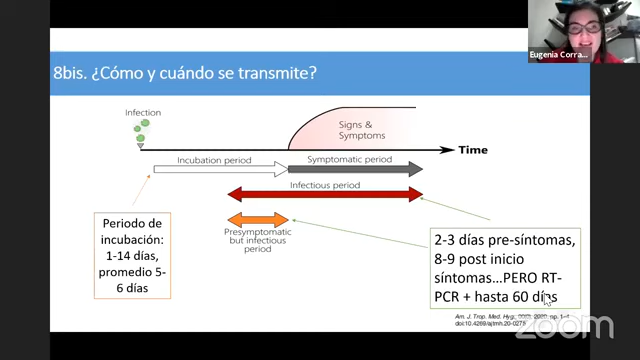 Eugenia Corra...
8bis. ¿Cómo y cuándo se transmite?
Infection
Signs &
Symptoms
Time
Incubation period
Symptomatic period
Infectious period
Presymptomatic
but infectious
period
Periodo de
incubación:
1-14 días,
promedio 5-
6 días
2-3 días pre-síntomas,
8-9 post inicio
síntomas...PERO RT-
PCR + hasta 60 días
Am. J. Trop. Med. Hyg.
zoom